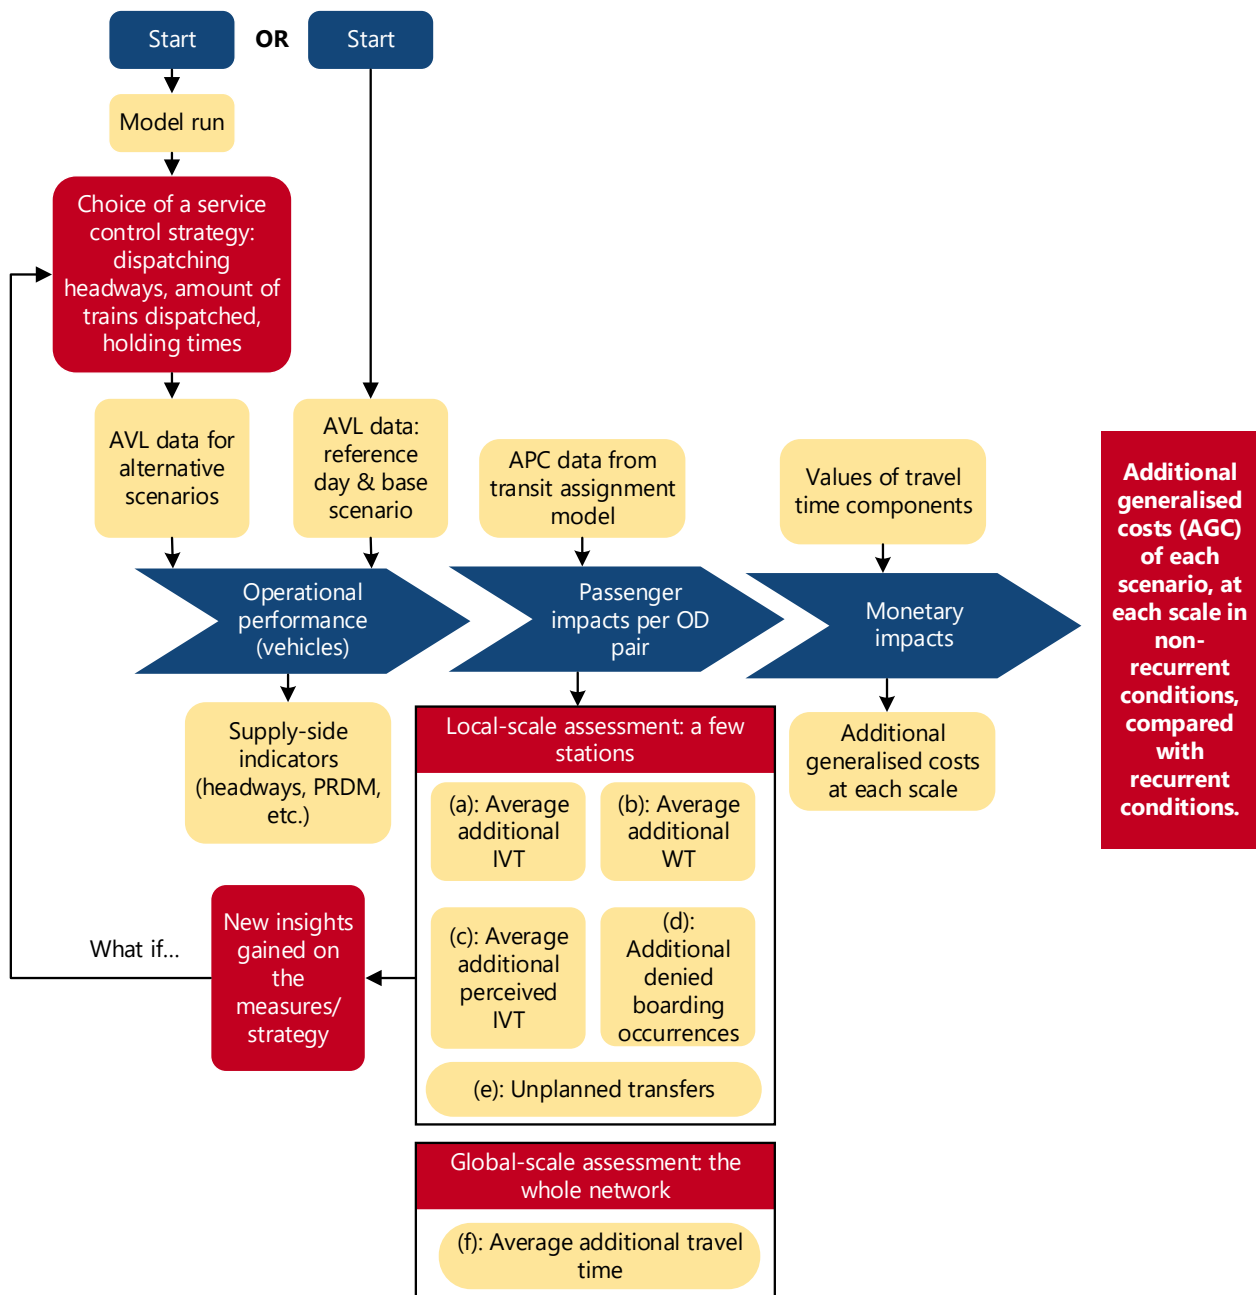 Start
OR
Start
Model run
Choice of a service
control strategy:
dispatching
headways, amount of
trains dispatched,
holding times
AVL data for
alternative
scenarios
AVL data:
reference
day & base
scenario
APC data from
transit assignment
model
Values of travel
time components
Operational
performance
(vehicles)
Passenger
impacts per OD
pair
Monetary
impacts
Additional
generalised
costs (AGC)
of each
scenario, at
each scale in
non-
recurrent
conditions,
compared
with
recurrent
conditions.
Supply-side
indicators
(headways, PRDM,
etc.)
Local-scale assessment: a few
stations
(a): Average
additional
IVT
(b): Average
additional
WT
(c): Average
additional
perceived
IVT
(d):
Additional
denied
boarding
occurrences
(e): Unplanned transfers
Additional
generalised costs
at each scale
What if...
New insights
gained on
the
measures/
strategy
Global-scale assessment: the
whole network
(f): Average additional travel
time